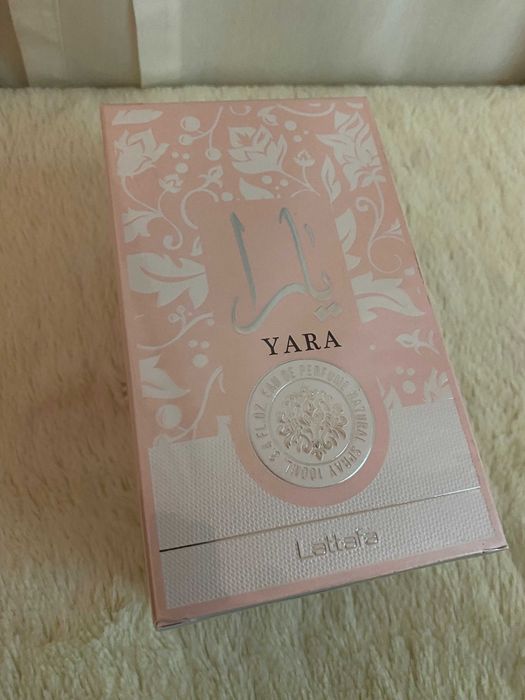 يارا
YARA
EAU DE PERFUME NATURAL SPRAY 100ML. 3.4 FL.OZ.
Lattafa